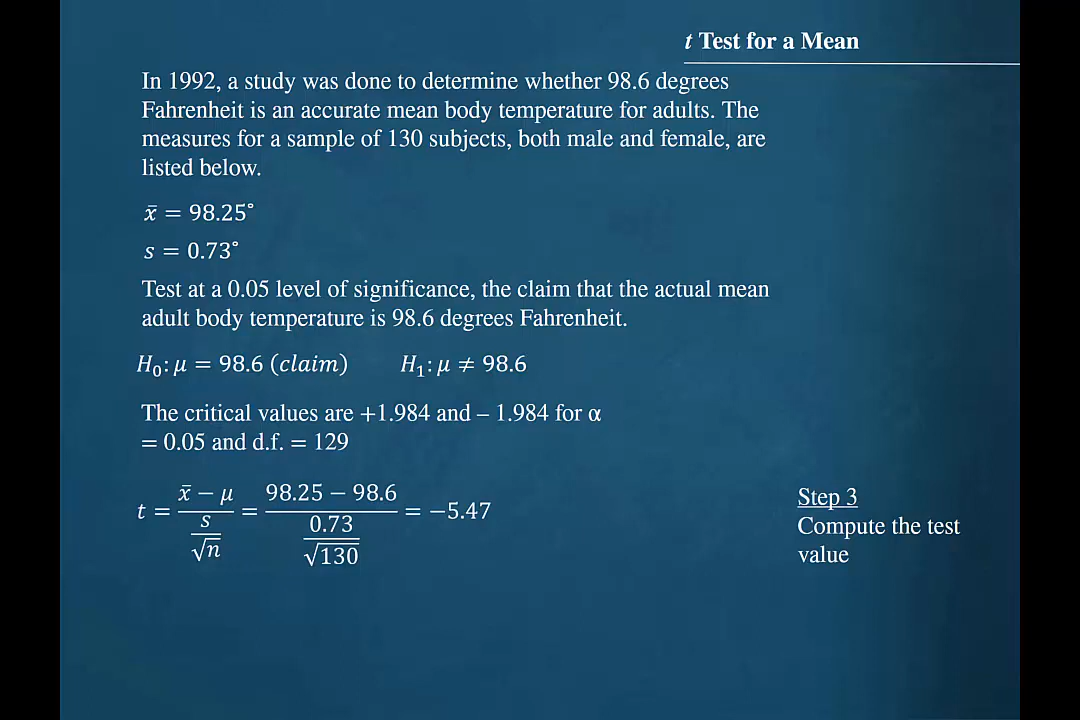 t Test for a Mean
In 1992, a study was done to determine whether 98.6 degrees
Fahrenheit is an accurate mean body temperature for adults. The
measures for a sample of 130 subjects, both male and female, are
listed below.
x̄ = 98.25°
s = 0.73°
Test at a 0.05 level of significance, the claim that the actual mean
adult body temperature is 98.6 degrees Fahrenheit.
H₀: μ = 98.6 (claim) H₁: μ ≠ 98.6
The critical values are +1.984 and – 1.984 for α
= 0.05 and d.f. = 129
t = (x̄ − μ)/(s/√n) = (98.25 − 98.6)/(0.73/√130) = −5.47
Step 3
Compute the test
value